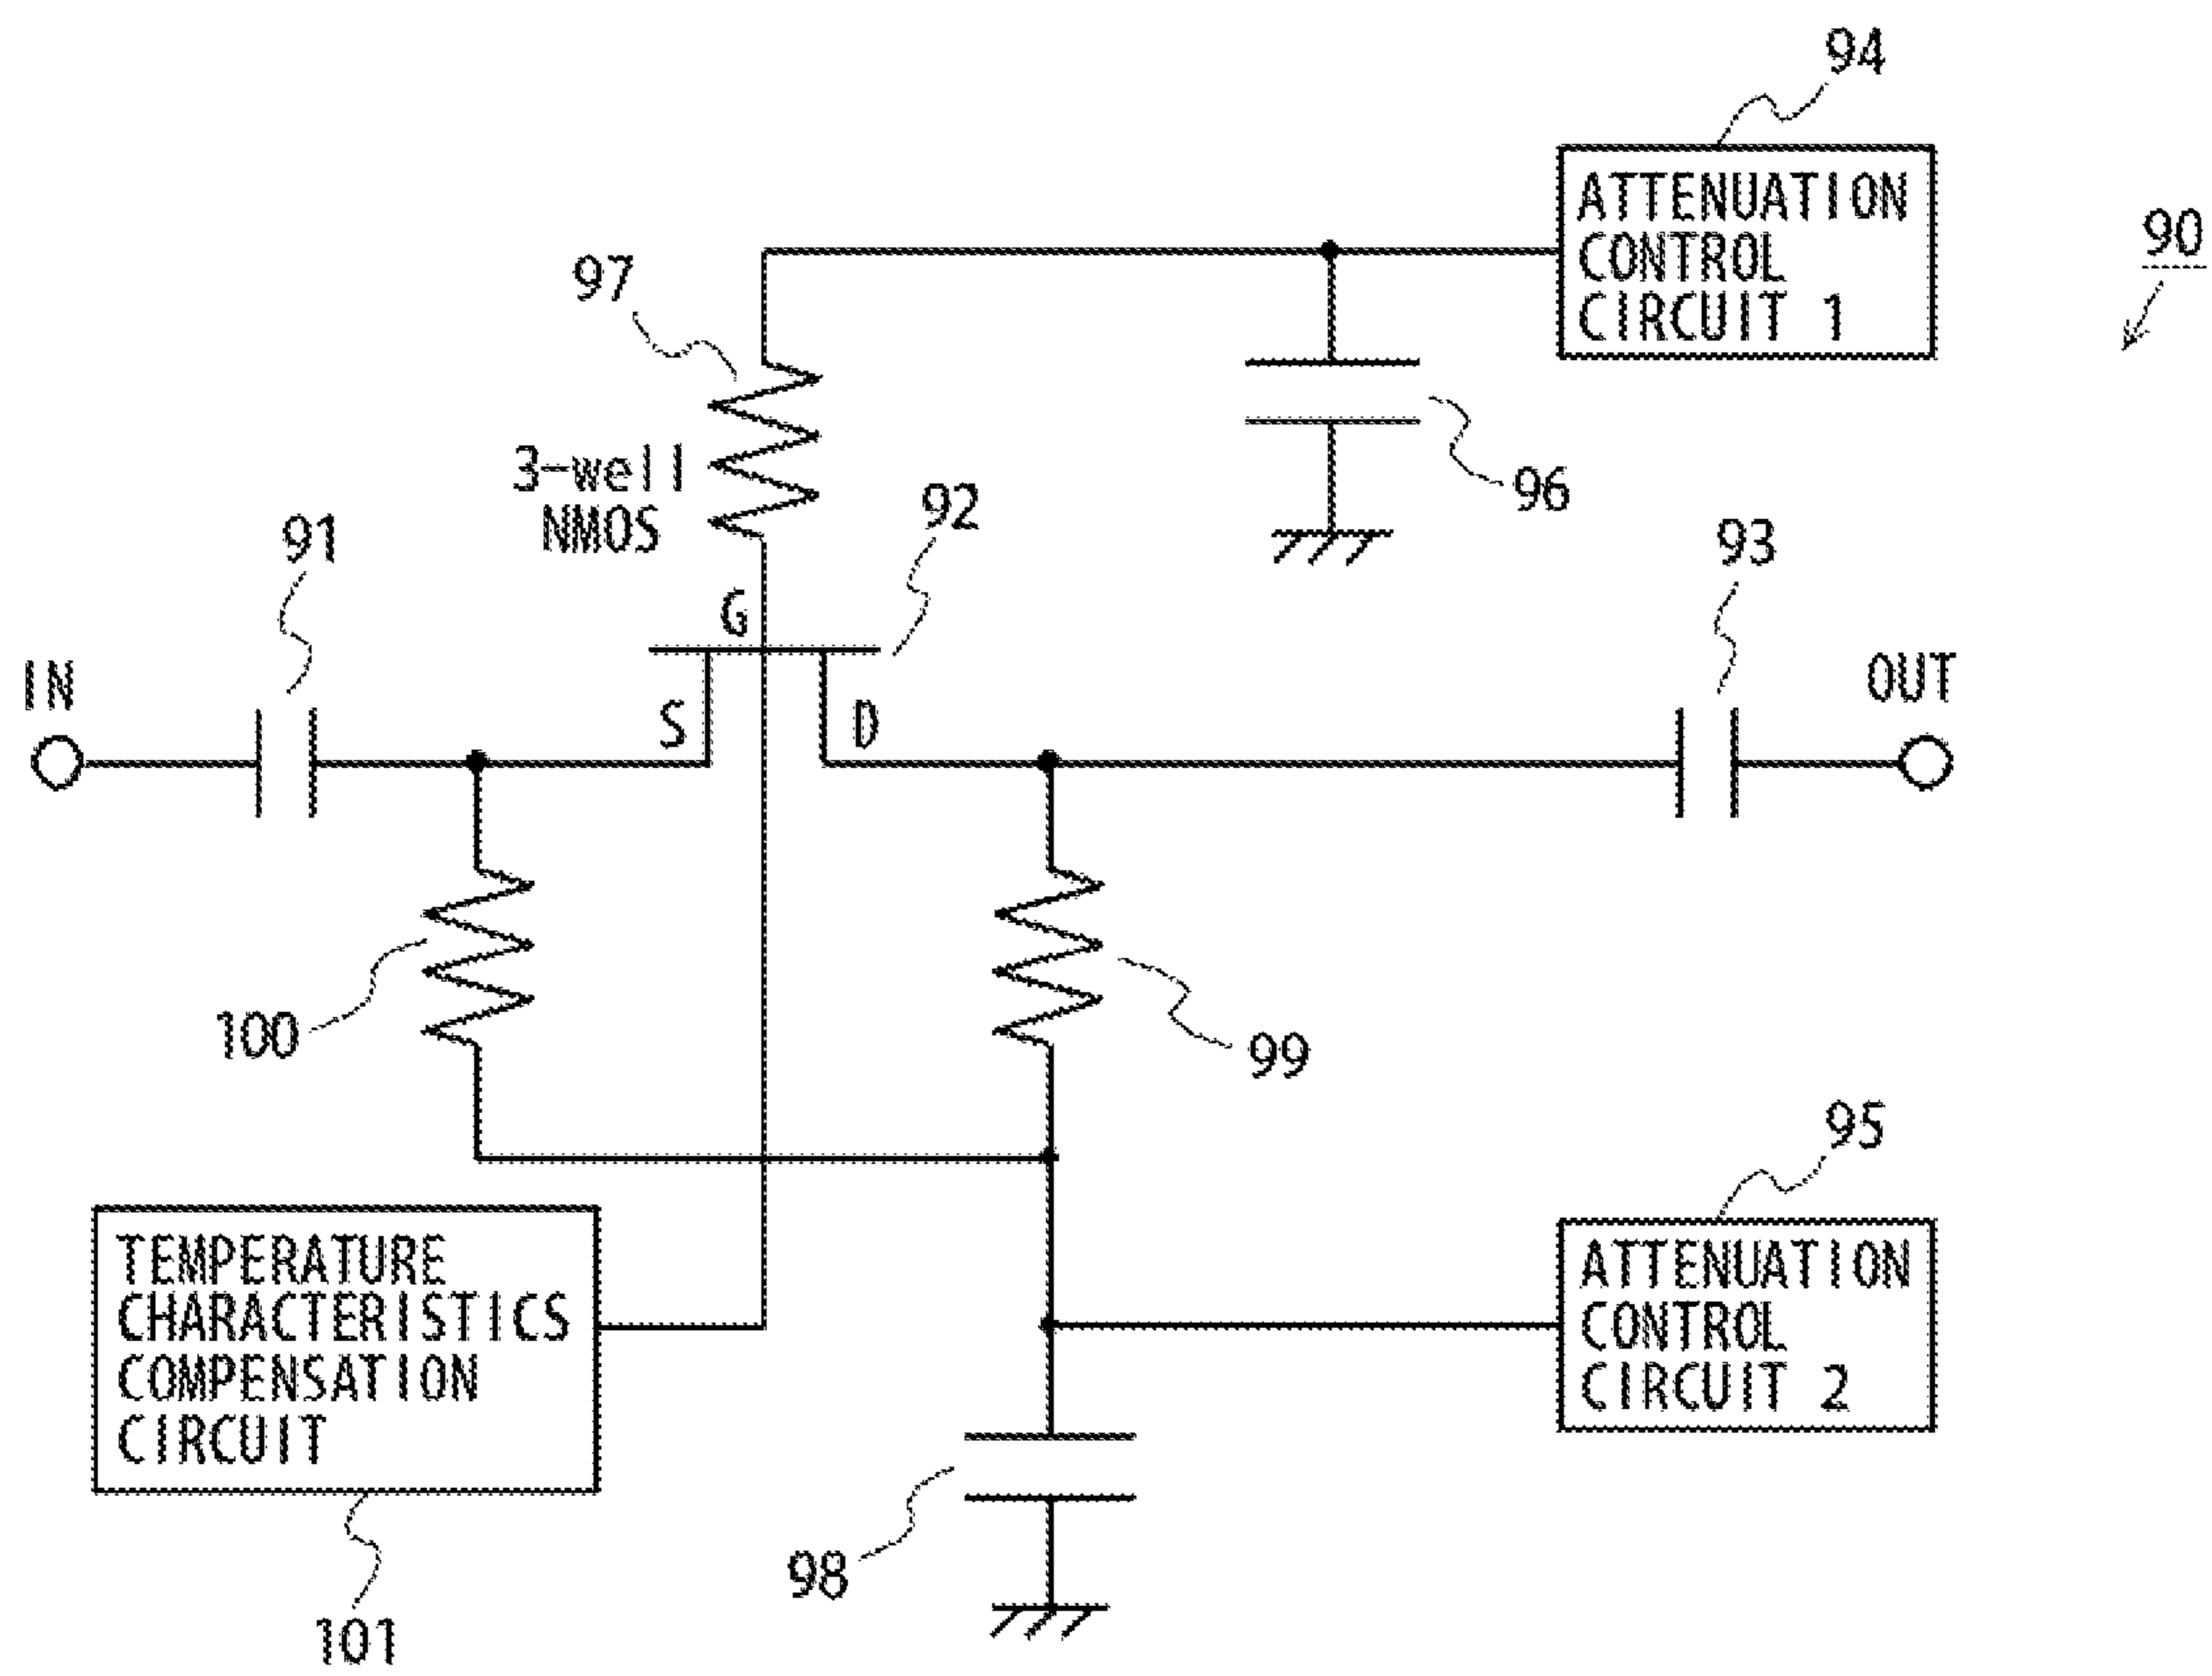 94
ATTENUATION
CONTROL
CIRCUIT 1
90
97
3-well
NMOS
92
96
91
93
G
IN
S
D
OUT
100
99
95
TEMPERATURE
CHARACTERISTICS
COMPENSATION
CIRCUIT
ATTENUATION
CONTROL
CIRCUIT 2
98
101